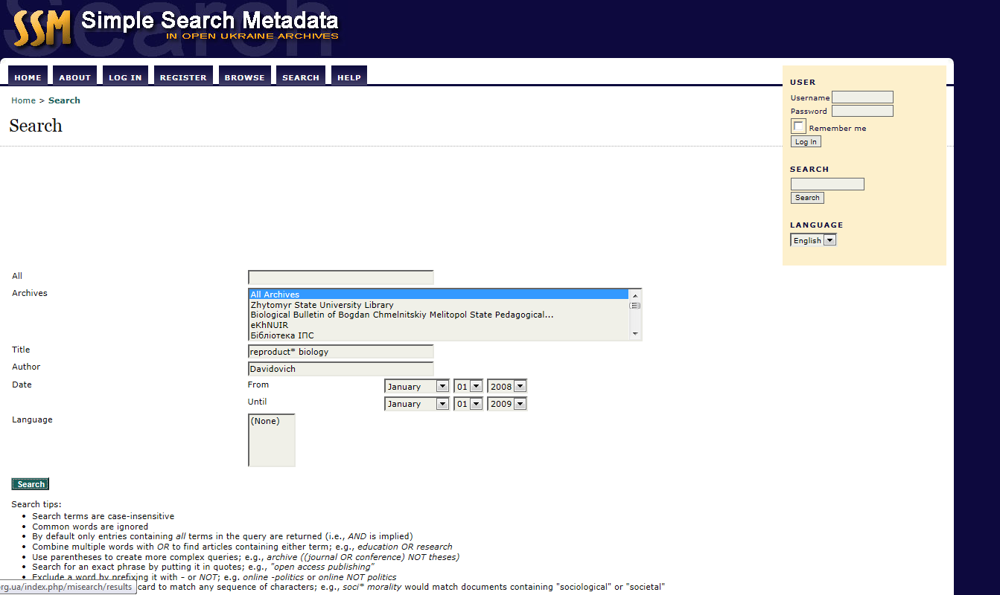 Search
SSM Simple Search Metadata
IN OPEN UKRAINE ARCHIVES
HOME ABOUT LOG IN REGISTER BROWSE SEARCH HELP
Home > Search
Search
USER
Username
Password
Remember me
Log In
SEARCH
Search
LANGUAGE
English
All
Archives
All Archives
Zhytomyr State University Library
Biological Bulletin of Bogdan Chmelnitskiy Melitopol State Pedagogical...
eKhNUIR
Бібліотека ІПС
Title reproduct* biology
Author Davidovich
Date From January 01 2008
Until January 01 2009
Language (None)
Search
Search tips:
• Search terms are case-insensitive
• Common words are ignored
• By default only entries containing all terms in the query are returned (i.e., AND is implied)
• Combine multiple words with OR to find articles containing either term; e.g., education OR research
• Use parentheses to create more complex queries; e.g., archive ((journal OR conference) NOT theses)
• Search for an exact phrase by putting it in quotes; e.g., "open access publishing"
• Exclude a word by prefixing it with - or NOT; e.g. online -politics or online NOT politics
rg.ua/index.php/misearch/results card to match any sequence of characters; e.g., soci* morality would match documents containing "sociological" or "societal"